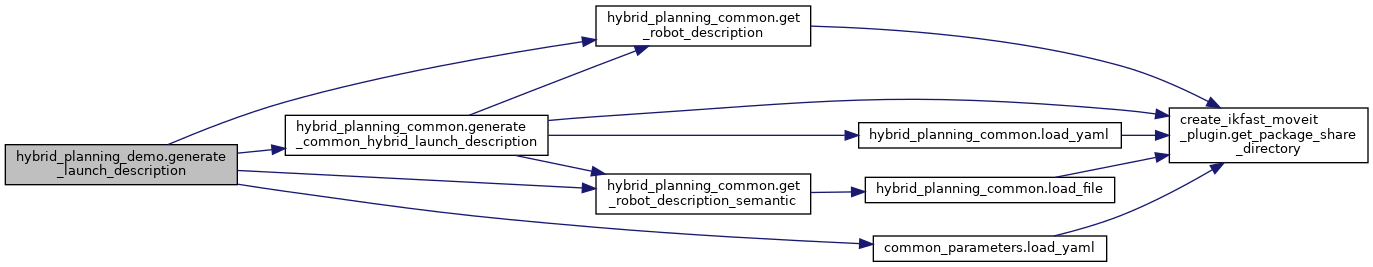 hybrid_planning_demo.generate
_launch_description
hybrid_planning_common.generate
_common_hybrid_launch_description
hybrid_planning_common.get
_robot_description
hybrid_planning_common.get
_robot_description_semantic
hybrid_planning_common.load_yaml
hybrid_planning_common.load_file
common_parameters.load_yaml
create_ikfast_moveit
_plugin.get_package_share
_directory